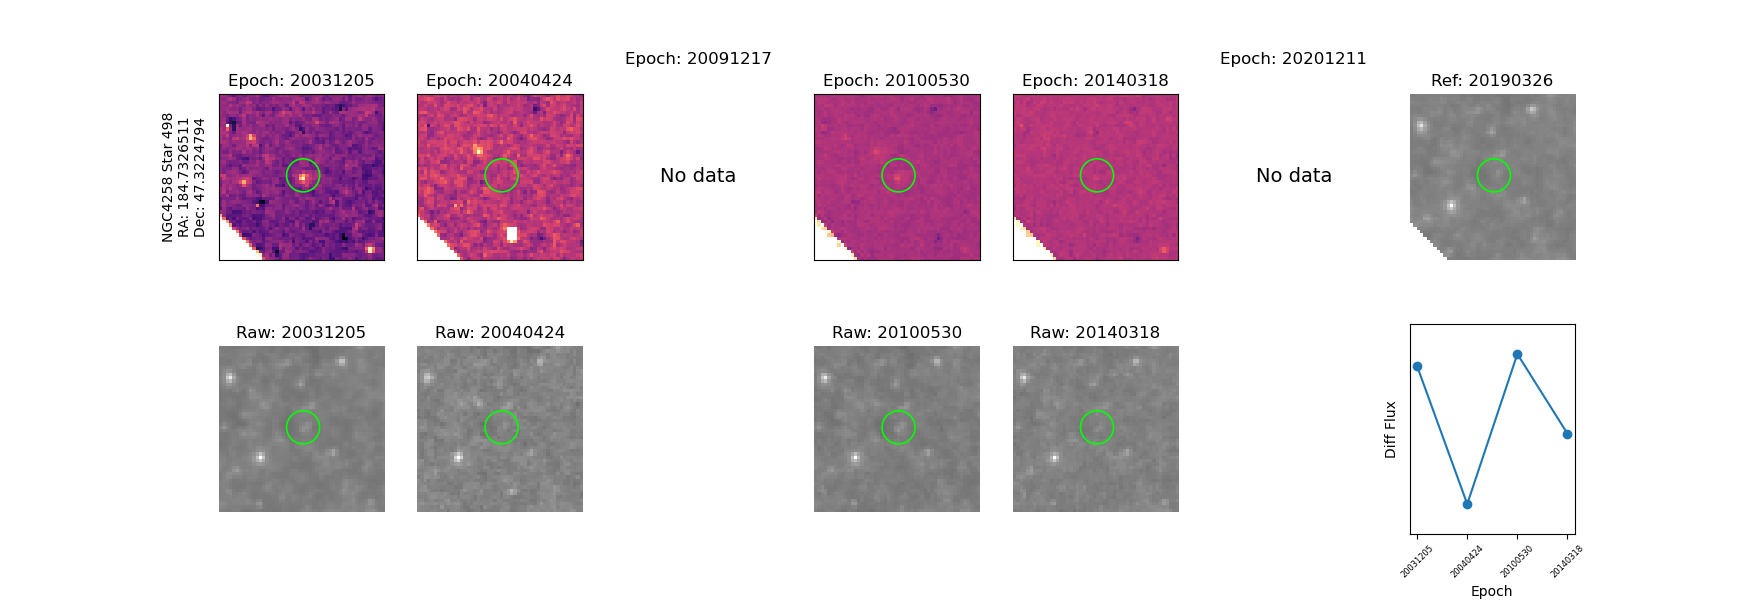 Epoch: 20091217
Epoch: 20201211
Epoch: 20031205
Epoch: 20040424
Epoch: 20100530
Epoch: 20140318
Ref: 20190326
NGC4258 Star 498
RA: 184.7326511
Dec: 47.3224794
No data
No data
Raw: 20031205
Raw: 20040424
Raw: 20100530
Raw: 20140318
Diff Flux
20031205
20040424
20100530
20140318
Epoch